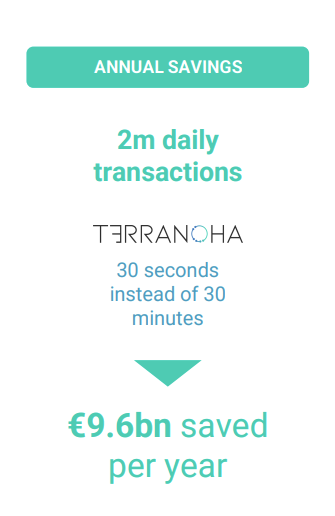 ANNUAL SAVINGS
2m daily
transactions
TERRANOHA
30 seconds
instead of 30
minutes
€9.6bn saved
per year